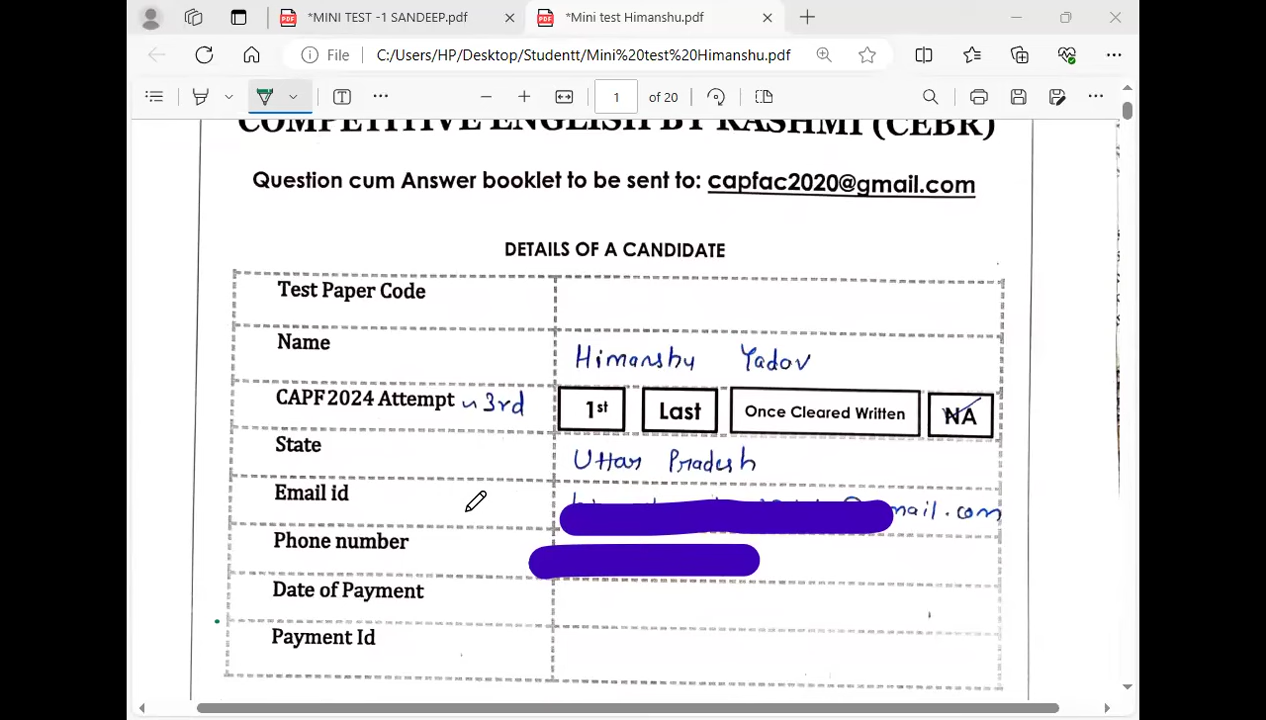 *MINI TEST -1 SANDEEP.pdf
*Mini test Himanshu.pdf
File C:/Users/HP/Desktop/Studentt/Mini%20test%20Himanshu.pdf
1 of 20
COMPETITIVE ENGLISH BY RASHMI (CEBR)
Question cum Answer booklet to be sent to: capfac2020@gmail.com
DETAILS OF A CANDIDATE
Test Paper Code
Name Himanshu Yadav
CAPF2024 Attempt ~ 3rd 1st Last Once Cleared Written NA
State Uttar Pradesh
Email id mail.com
Phone number
Date of Payment
Payment Id